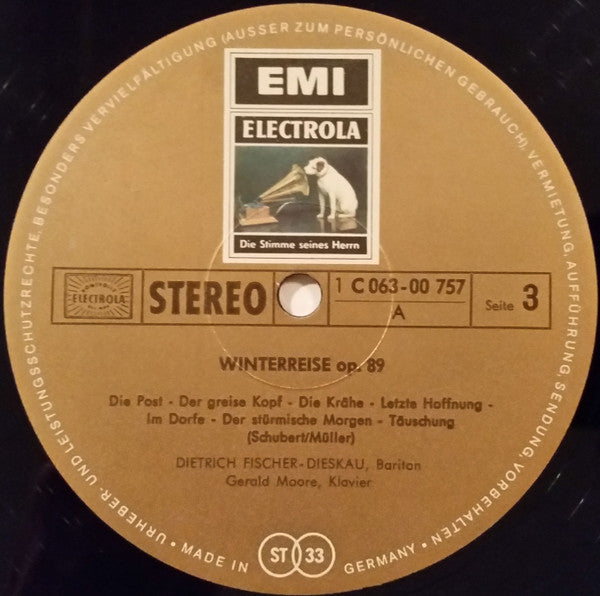 URHEBER- UND LEISTUNGSSCHUTZRECHTE, BESONDERS VERVIELFÄLTIGUNG (AUSSER ZUM PERSÖNLICHEN GEBRAUCH), VERMIETUNG, AUFFÜHRUNG, SENDUNG, VORBEHALTEN
EMI
ELECTROLA
Die Stimme seines Herrn
ELECTROLA
STEREO
1 C 063-00 757
A
Seite 3
WINTERREISE op. 89
Die Post - Der greise Kopf - Die Krähe - Letzte Hoffnung -
Im Dorfe - Der stürmische Morgen - Täuschung
(Schubert/Müller)
DIETRICH FISCHER-DIESKAU, Bariton
Gerald Moore, Klavier
• MADE IN ST 33 GERMANY •